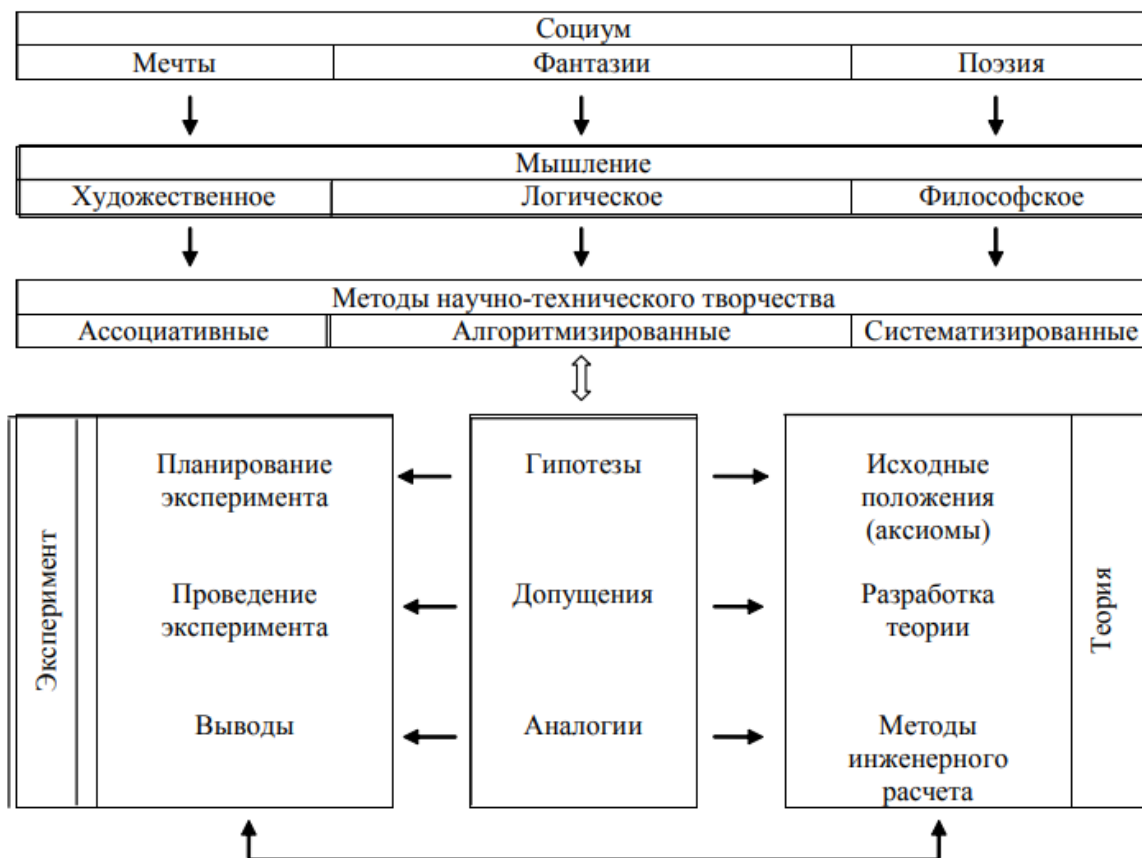 Социум
Мечты Фантазии Поэзия
Мышление
Художественное Логическое Философское
Методы научно-технического творчества
Ассоциативные Алгоритмизированные Систематизированные
Эксперимент
Планирование
эксперимента
Проведение
эксперимента
Выводы
Гипотезы
Допущения
Аналогии
Исходные
положения
(аксиомы)
Разработка
теории
Методы
инженерного
расчета
Теория